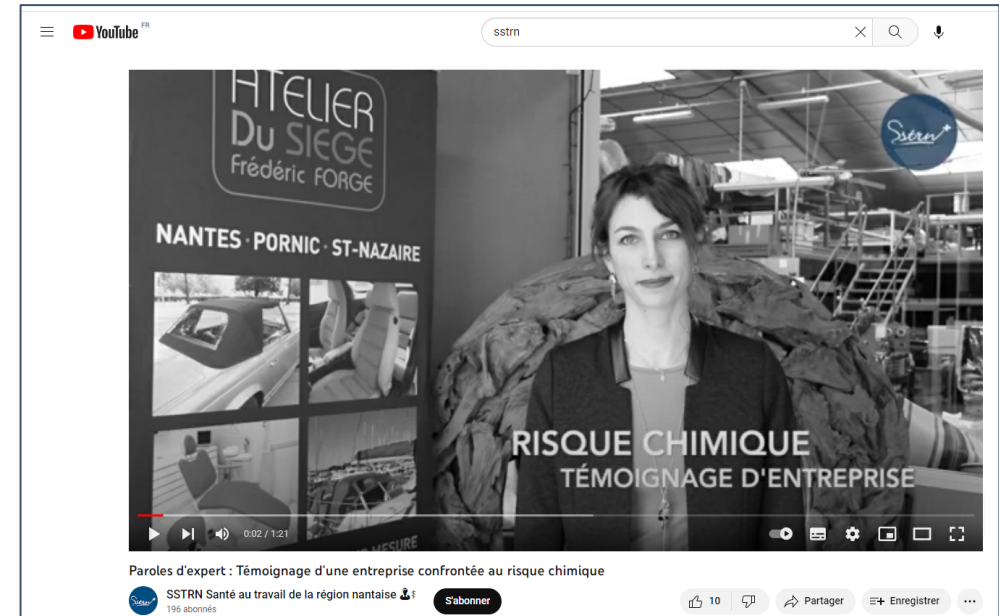 YouTube FR
sstrn
ATELIER
DU SIEGE
Frédéric FORGE
NANTES · PORNIC · ST-NAZAIRE
Sstrn+
RISQUE CHIMIQUE
TÉMOIGNAGE D'ENTREPRISE
MESURE
0:02 / 1:21
Paroles d'expert : Témoignage d'une entreprise confrontée au risque chimique
Sstrn+
SSTRN Santé au travail de la région nantaise
196 abonnés
S'abonner
10
Partager
Enregistrer